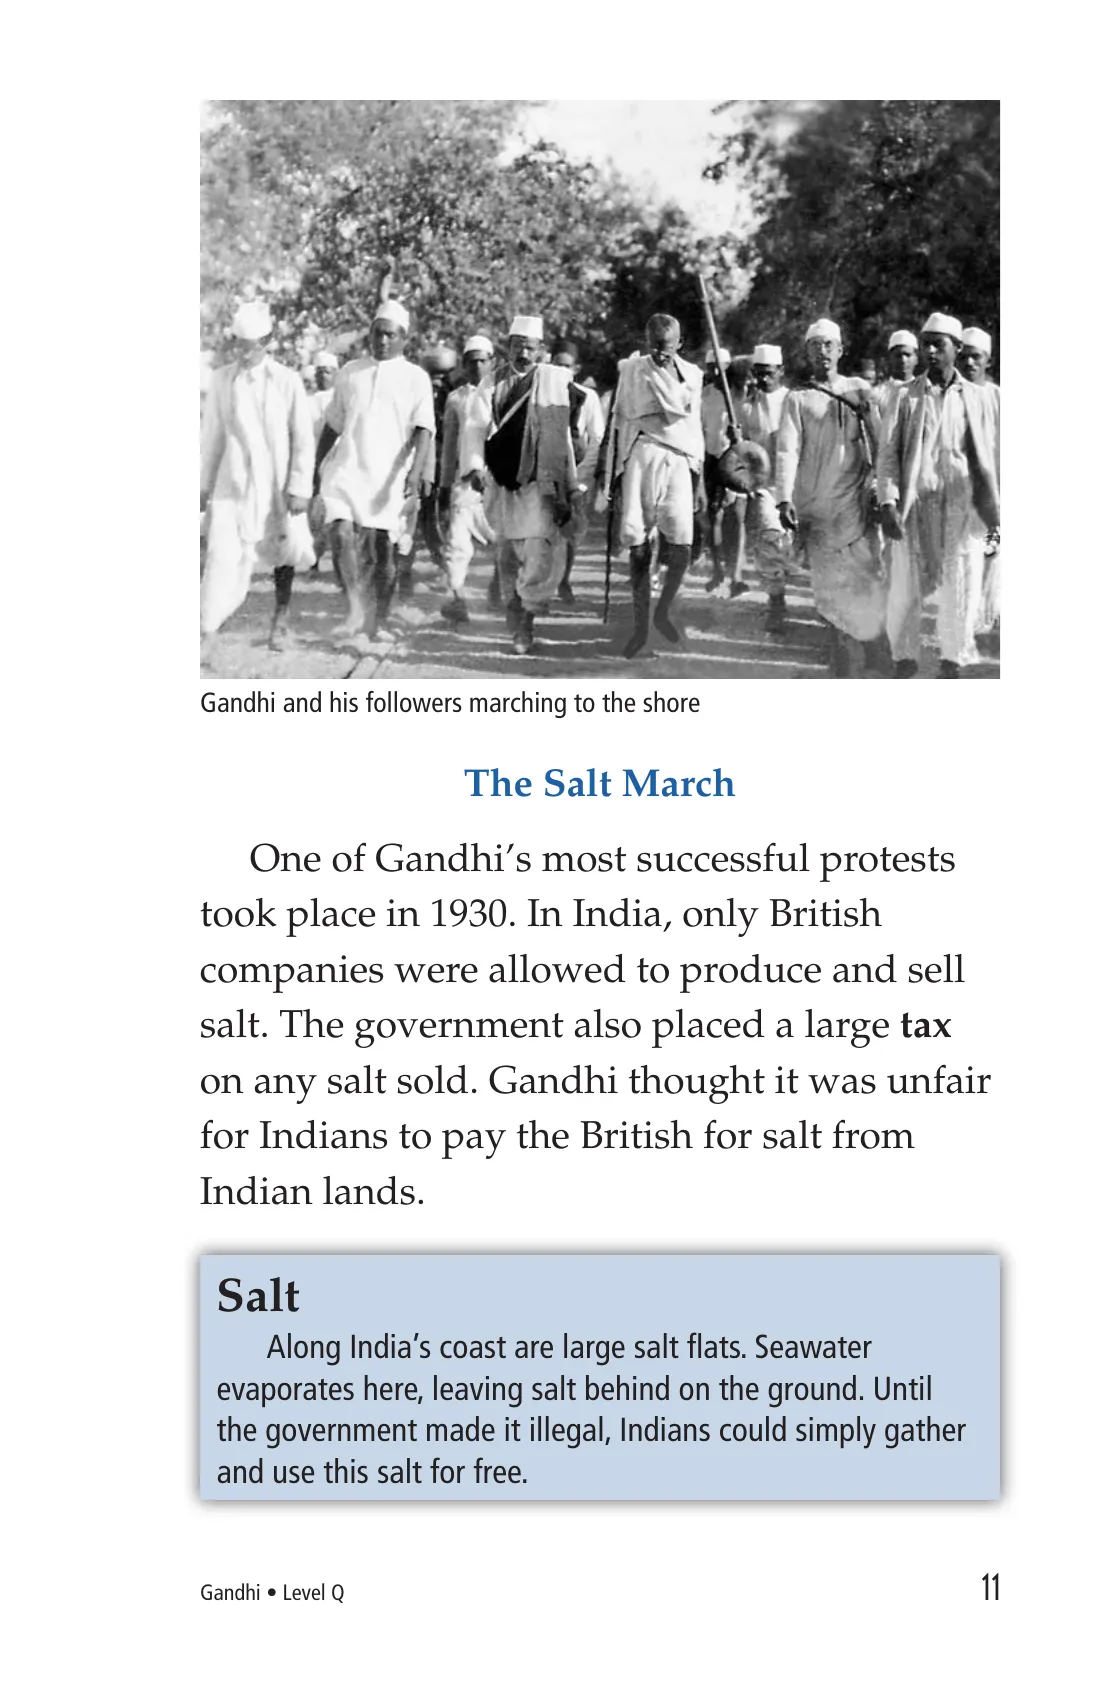 Gandhi and his followers marching to the shore
The Salt March
One of Gandhi’s most successful protests
took place in 1930. In India, only British
companies were allowed to produce and sell
salt. The government also placed a large tax
on any salt sold. Gandhi thought it was unfair
for Indians to pay the British for salt from
Indian lands.
Salt
Along India’s coast are large salt flats. Seawater
evaporates here, leaving salt behind on the ground. Until
the government made it illegal, Indians could simply gather
and use this salt for free.
Gandhi • Level Q
11